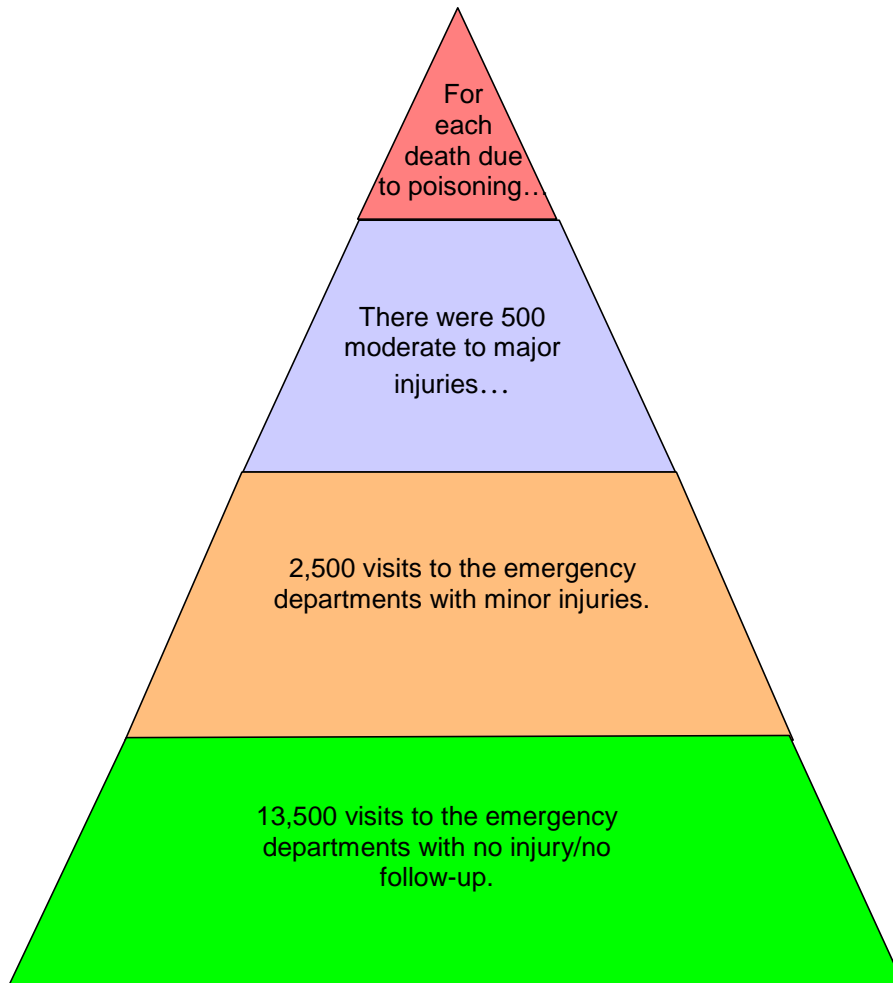 For
each
death due
to poisoning…
There were 500
moderate to major
injuries…
2,500 visits to the emergency
departments with minor injuries.
13,500 visits to the emergency
departments with no injury/no
follow-up.